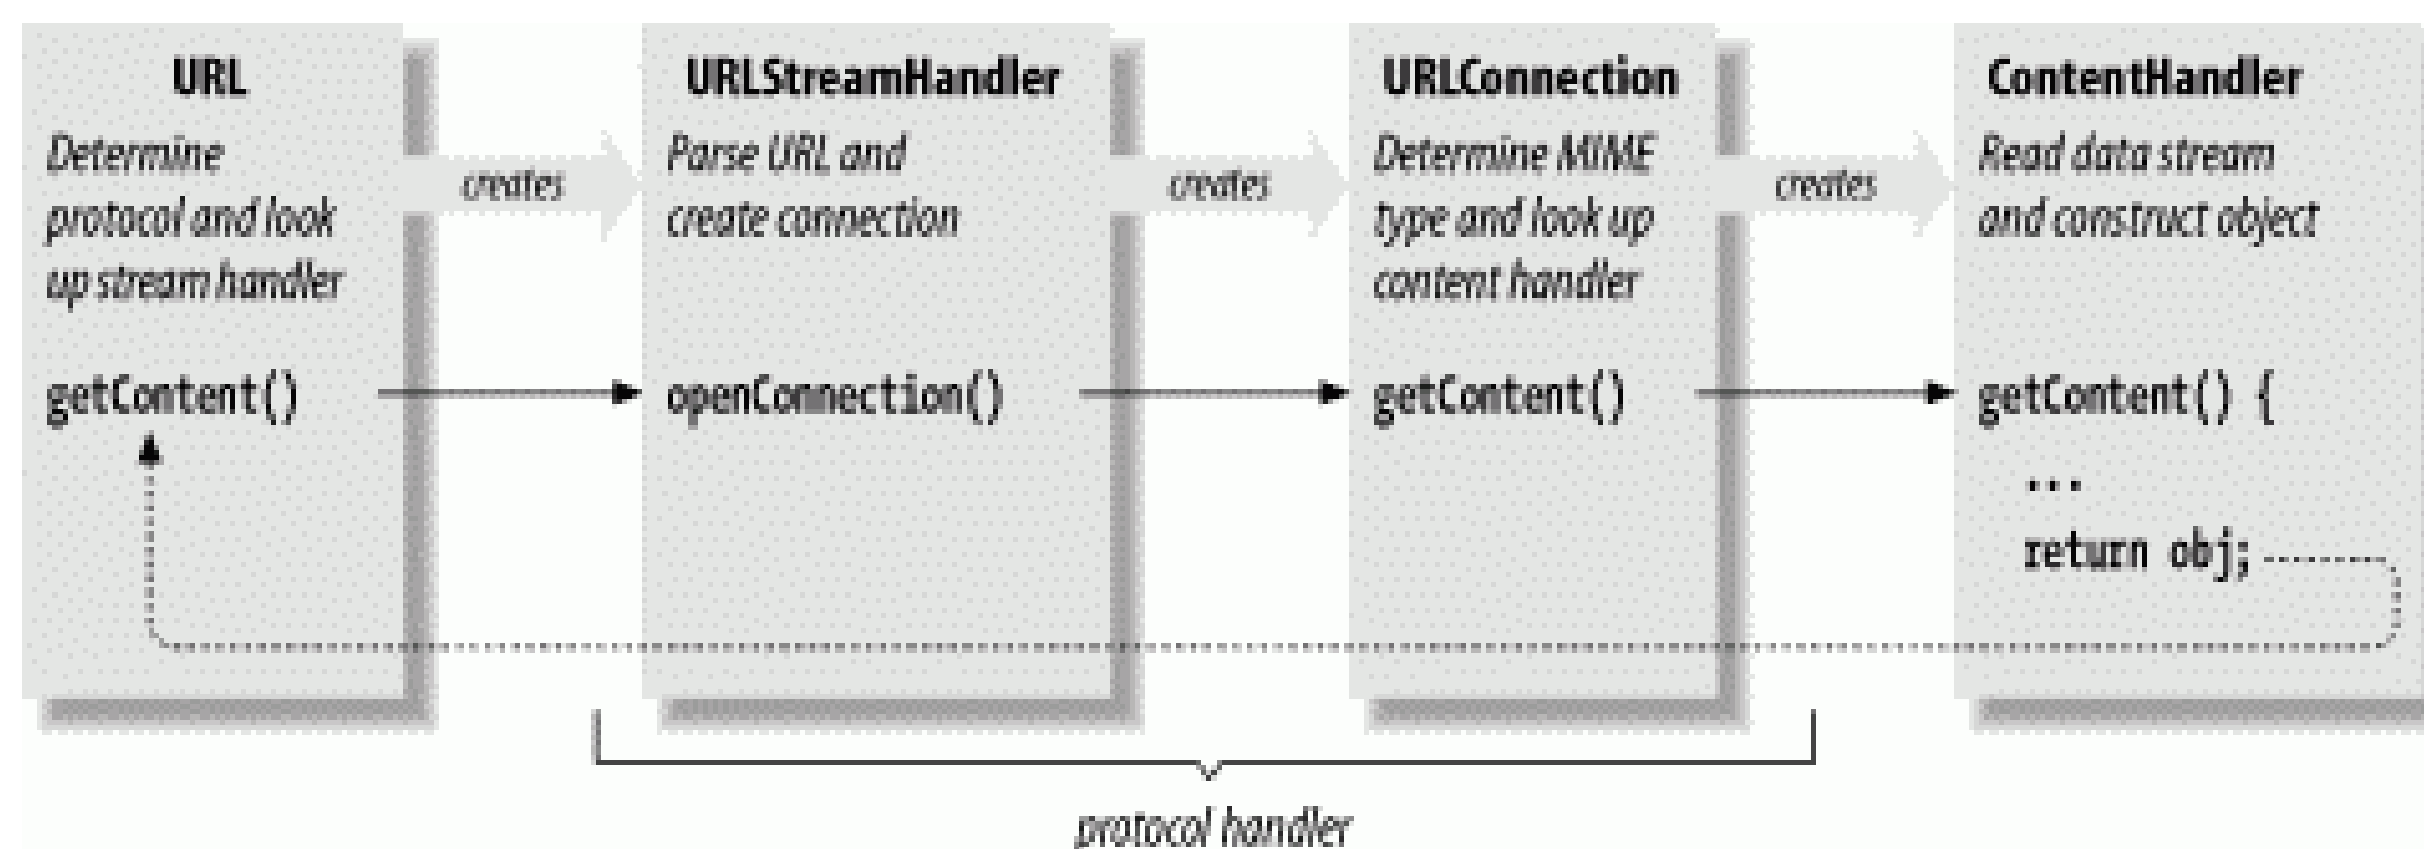 URL
Determine
protocol and look
up stream handler
getContent()
creates
URLStreamHandler
Parse URL and
create connection
openConnection()
creates
URLConnection
Determine MIME
type and look up
content handler
getContent()
creates
ContentHandler
Read data stream
and construct object
getContent() {
...
return obj;
protocol handler